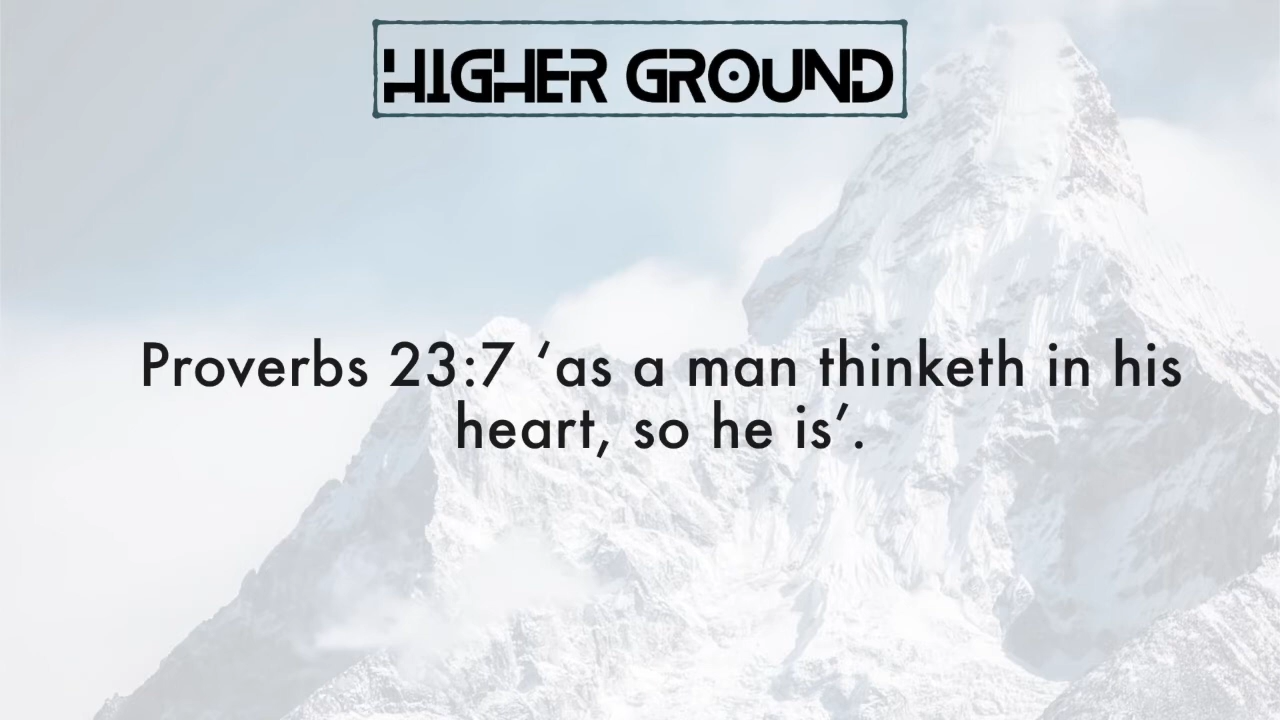 HIGHER GROUND
Proverbs 23:7 ‘as a man thinketh in his
heart, so he is’.